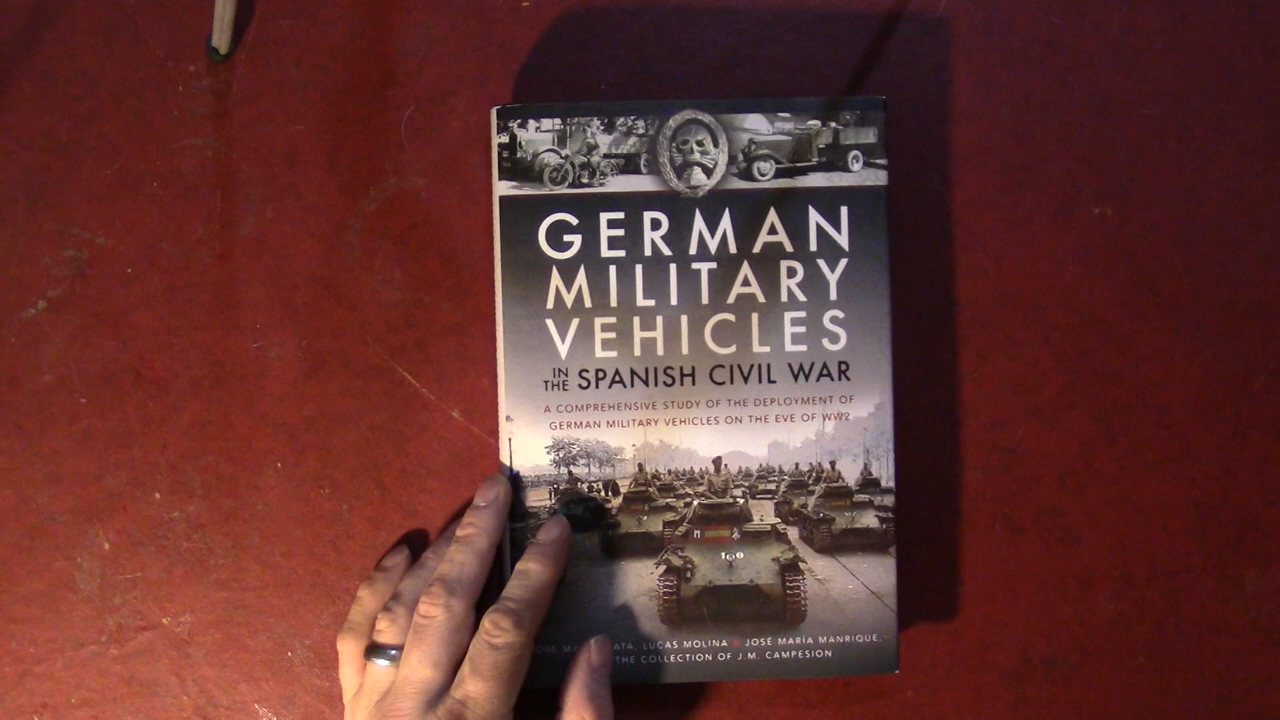 GERMAN
MILITARY
VEHICLES
IN THE SPANISH CIVIL WAR
A COMPREHENSIVE STUDY OF THE DEPLOYMENT OF
GERMAN MILITARY VEHICLES ON THE EVE OF WW2
LUCAS MOLINA JOSÉ MARÍA MANRIQUE,
THE COLLECTION OF J.M. CAMPESION